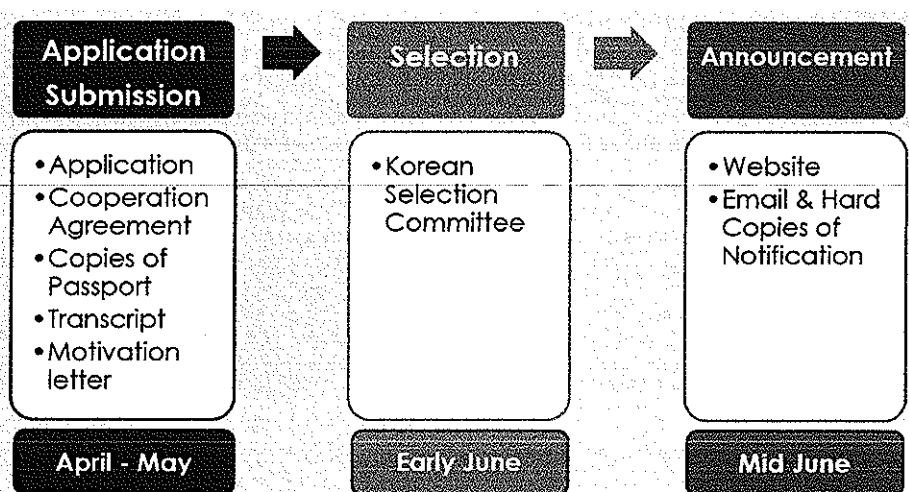 Application
Submission
Selection
Announcement
•Application
•Cooperation
Agreement
•Copies of
Passport
•Transcript
•Motivation
letter
•Korean
Selection
Committee
•Website
•Email & Hard
Copies of
Notification
April - May
Early June
Mid June